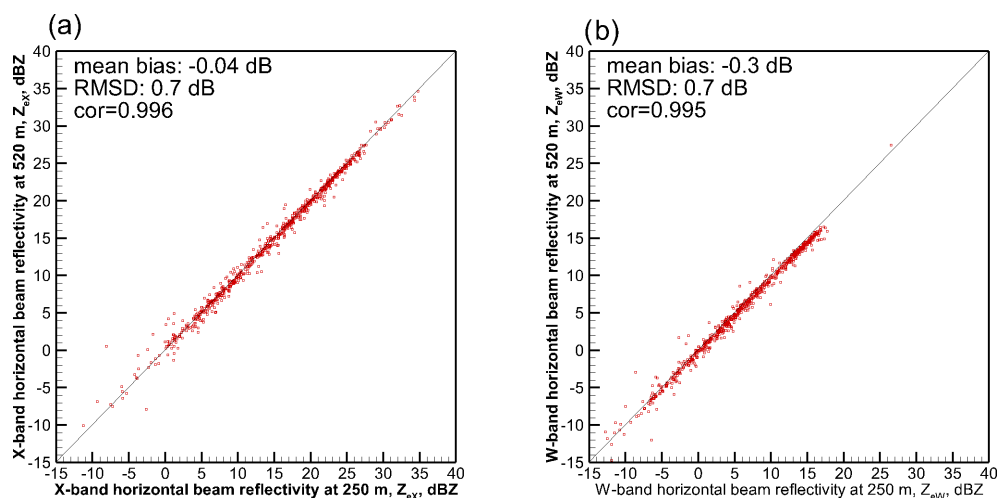 (a)
mean bias: -0.04 dB
RMSD: 0.7 dB
cor=0.996
X-band horizontal beam reflectivity at 520 m, ZeX, dBZ
40
35
30
25
20
15
10
5
0
-5
-10
-15
-15 -10 -5 0 5 10 15 20 25 30 35 40
X-band horizontal beam reflectivity at 250 m, ZeX, dBZ
(b)
mean bias: -0.3 dB
RMSD: 0.7 dB
cor=0.995
W-band horizontal beam reflectivity at 520 m, ZeW, dBZ
40
35
30
25
20
15
10
5
0
-5
-10
-15
-15 -10 -5 0 5 10 15 20 25 30 35 40
W-band horizontal beam reflectivity at 250 m, ZeW, dBZ